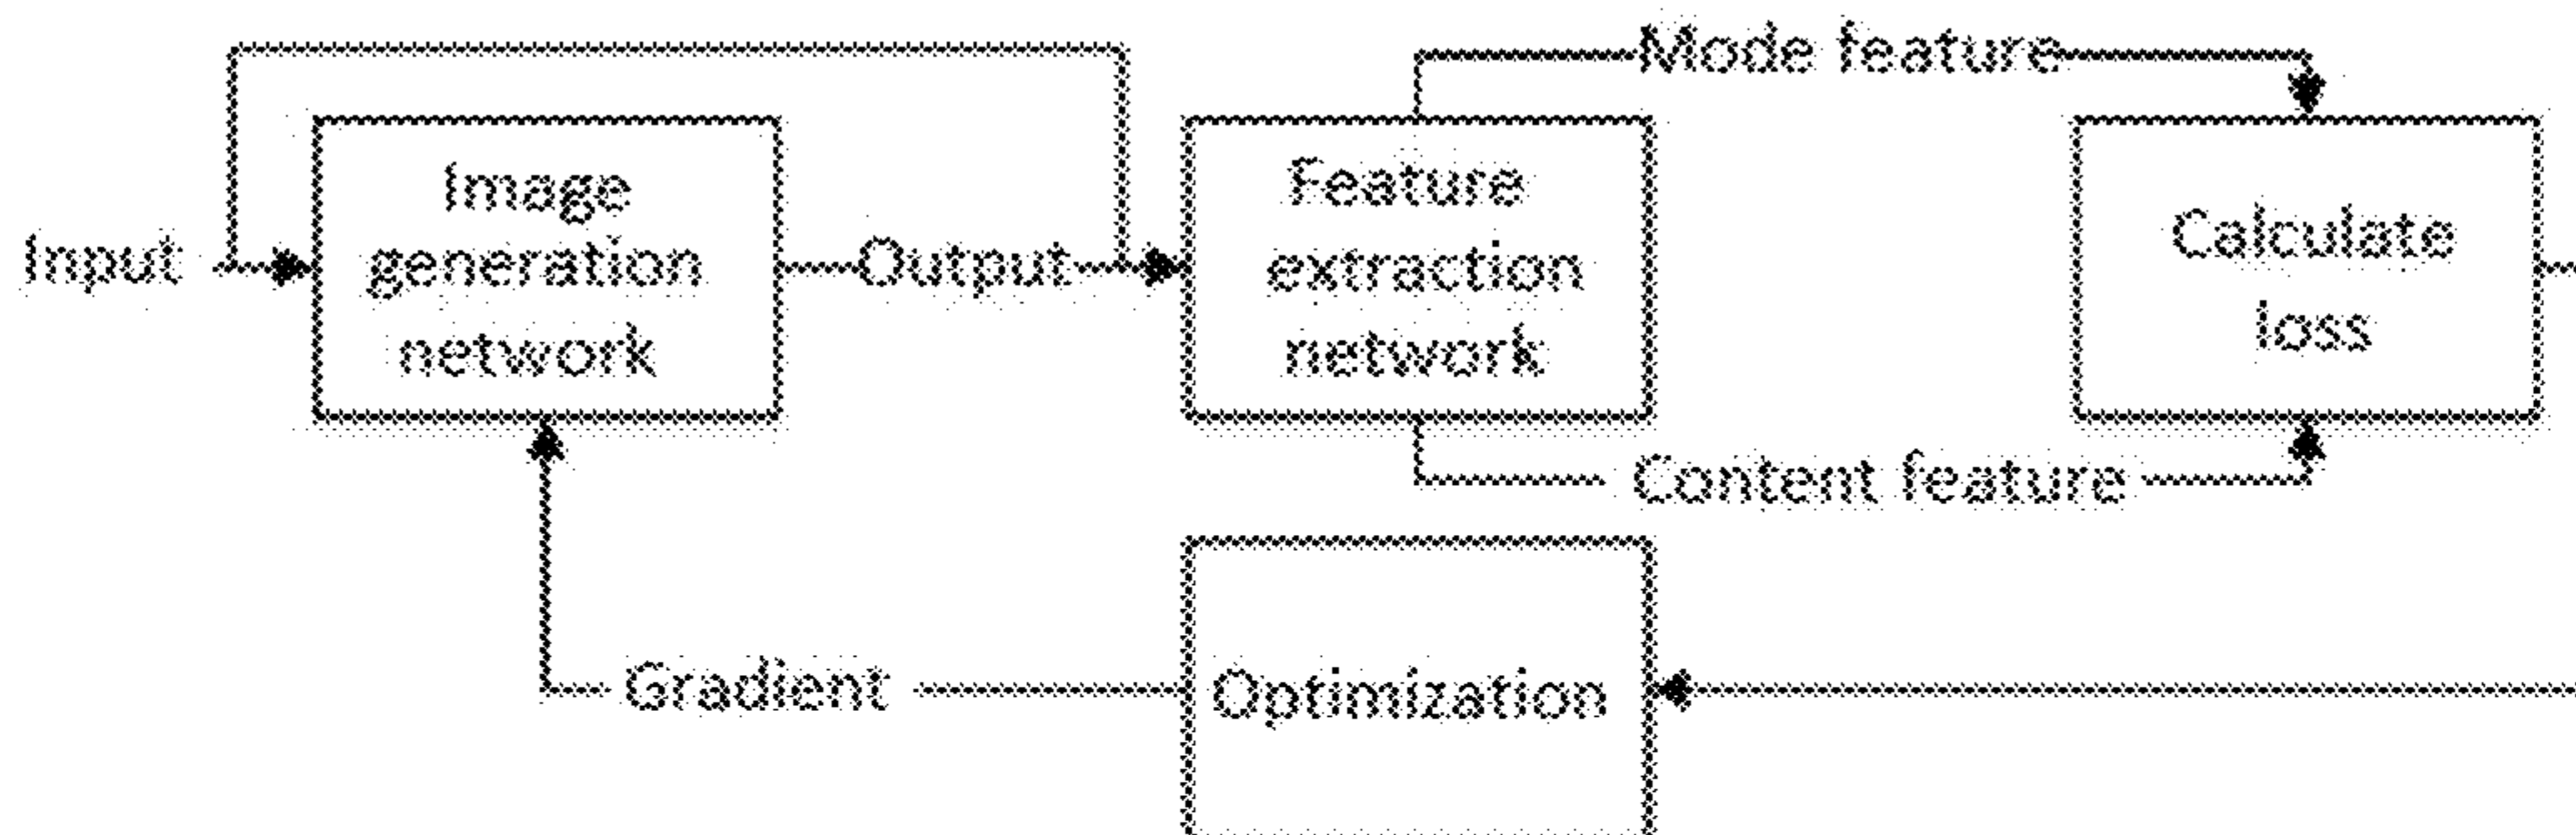 Mode feature
Input
Image
generation
network
Output
Feature
extraction
network
Calculate
loss
Content feature
Gradient
Optimization